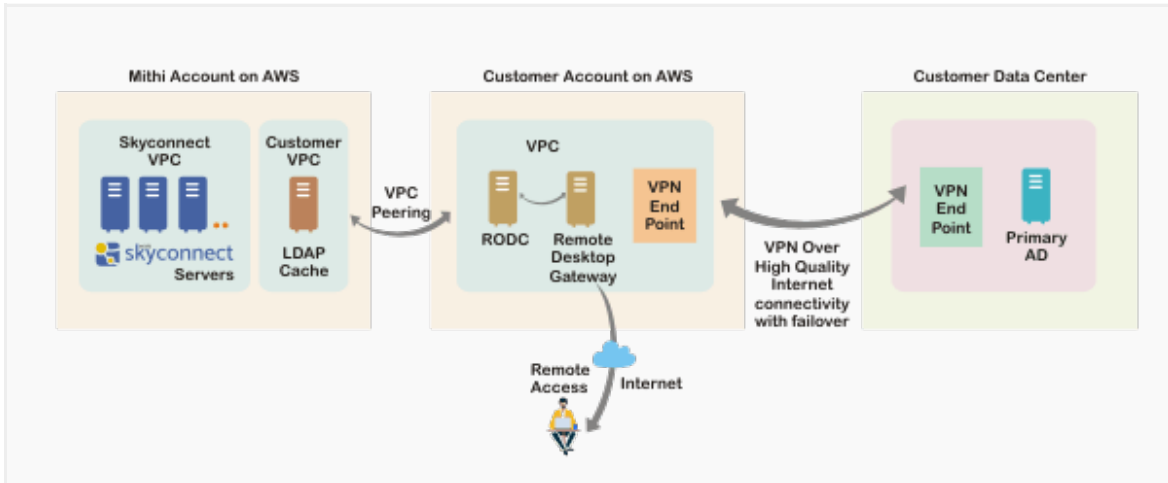 Mithi Account on AWS
Customer Account on AWS
Customer Data Center
Skyconnect
VPC
skyconnect
Servers
Customer
VPC
LDAP
Cache
VPC
Peering
VPC
RODC
Remote
Desktop
Gateway
VPN
End
Point
VPN Over
High Quality
Internet
connectivity
with failover
VPN
End
Point
Primary
AD
Remote
Access
Internet